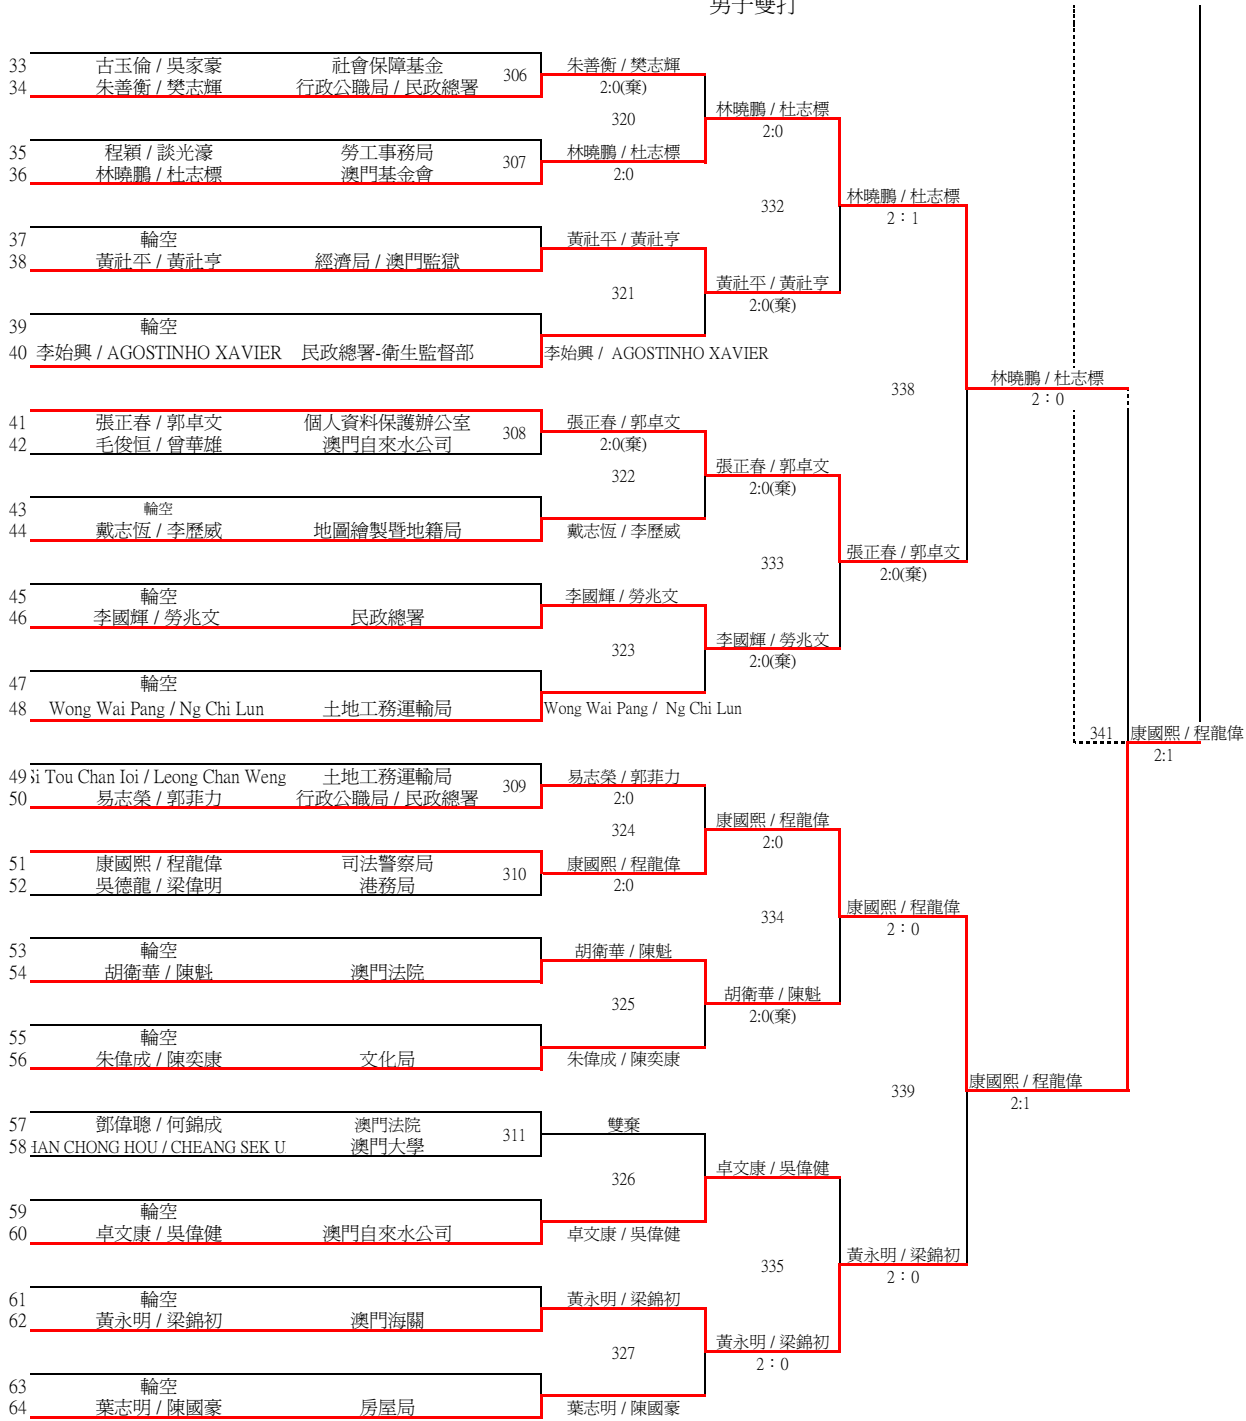 男子雙打
33 古玉倫 / 吳家豪 社會保障基金
34 朱善衡 / 樊志輝 行政公職局 / 民政總署
306
朱善衡 / 樊志輝
2:0(棄)
320
林曉鵬 / 杜志標
2:0
35 程穎 / 談光濠 勞工事務局
36 林曉鵬 / 杜志標 澳門基金會
307
林曉鵬 / 杜志標
2:0
332
林曉鵬 / 杜志標
2：1
37 輪空
38 黃社平 / 黃社亨 經濟局 / 澳門監獄
黃社平 / 黃社亨
321
黃社平 / 黃社亨
2:0(棄)
39 輪空
40 李始興 / AGOSTINHO XAVIER 民政總署-衛生監督部
李始興 / AGOSTINHO XAVIER
338
林曉鵬 / 杜志標
2：0
41 張正春 / 郭卓文 個人資料保護辦公室
42 毛俊恒 / 曾華雄 澳門自來水公司
308
張正春 / 郭卓文
2:0(棄)
322
張正春 / 郭卓文
2:0(棄)
43 輪空
44 戴志恆 / 李歷威 地圖繪製暨地籍局
戴志恆 / 李歷威
333
張正春 / 郭卓文
2:0(棄)
45 輪空
46 李國輝 / 勞兆文 民政總署
李國輝 / 勞兆文
323
李國輝 / 勞兆文
2:0(棄)
47 輪空
48 Wong Wai Pang / Ng Chi Lun 土地工務運輸局
Wong Wai Pang / Ng Chi Lun
341
康國熙 / 程龍偉
2:1
49 Si Tou Chan Ioi / Leong Chan Weng 土地工務運輸局
50 易志榮 / 郭菲力 行政公職局 / 民政總署
309
易志榮 / 郭菲力
2:0
324
康國熙 / 程龍偉
2:0
51 康國熙 / 程龍偉 司法警察局
52 吳德龍 / 梁偉明 港務局
310
康國熙 / 程龍偉
2:0
334
康國熙 / 程龍偉
2：0
53 輪空
54 胡衛華 / 陳魁 澳門法院
胡衛華 / 陳魁
325
胡衛華 / 陳魁
2:0(棄)
55 輪空
56 朱偉成 / 陳奕康 文化局
朱偉成 / 陳奕康
339
康國熙 / 程龍偉
2:1
57 鄧偉聰 / 何錦成 澳門法院
58 HAN CHONG HOU / CHEANG SEK U 澳門大學
311
雙棄
326
卓文康 / 吳偉健
59 輪空
60 卓文康 / 吳偉健 澳門自來水公司
卓文康 / 吳偉健
335
黃永明 / 梁錦初
2：0
61 輪空
62 黃永明 / 梁錦初 澳門海關
黃永明 / 梁錦初
327
黃永明 / 梁錦初
2：0
63 輪空
64 葉志明 / 陳國豪 房屋局
葉志明 / 陳國豪